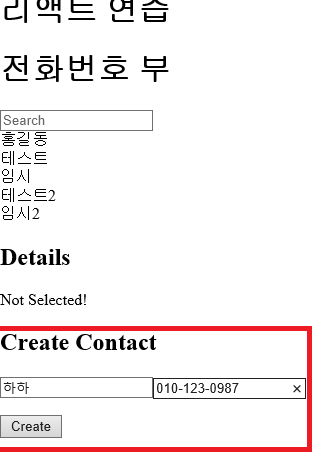 리액트 연습
전화번호 부
Search
홍길동
테스트
임시
테스트2
임시2
Details
Not Selected!
Create Contact
하하 010-123-0987 ×
Create